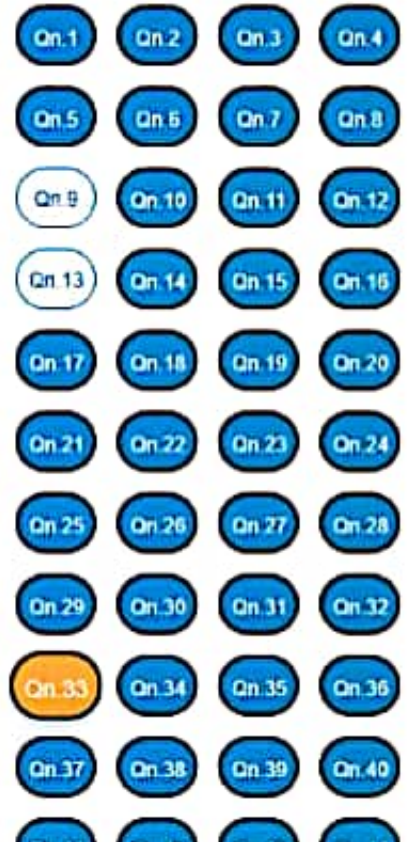 Qn.1 Qn.2 Qn.3 Qn.4
Qn.5 Qn.6 Qn.7 Qn.8
Qn.9 Qn.10 Qn.11 Qn.12
Qn.13 Qn.14 Qn.15 Qn.16
Qn.17 Qn.18 Qn.19 Qn.20
Qn.21 Qn.22 Qn.23 Qn.24
Qn.25 Qn.26 Qn.27 Qn.28
Qn.29 Qn.30 Qn.31 Qn.32
Qn.33 Qn.34 Qn.35 Qn.36
Qn.37 Qn.38 Qn.39 Qn.40